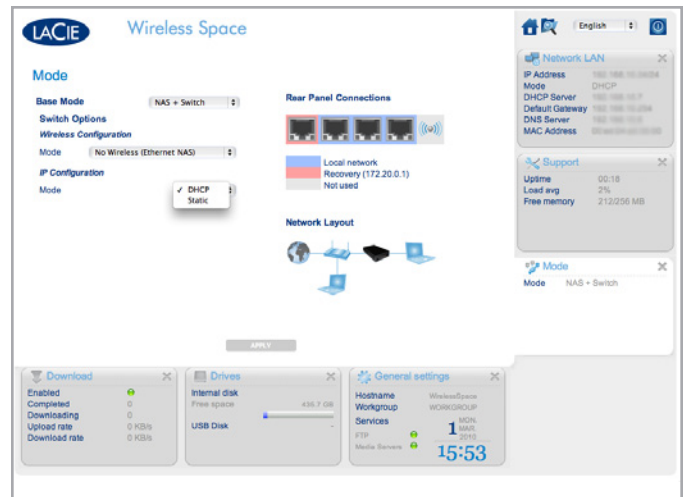 LACIE
Wireless Space
English
Mode
Base Mode NAS + Switch
Switch Options
Wireless Configuration
Mode No Wireless (Ethernet NAS)
IP Configuration
Mode ✓ DHCP
Static
Rear Panel Connections
Local network
Recovery (172.20.0.1)
Not used
Network Layout
APPLY
Network LAN
IP Address
Mode DHCP
DHCP Server
Default Gateway
DNS Server
MAC Address
Support
Uptime 00:18
Load avg 2%
Free memory 212/256 MB
Mode
Mode NAS + Switch
Download
Enabled
Completed 0
Downloading 0
Upload rate 0 KB/s
Download rate 0 KB/s
Drives
Internal disk
Free space 435.7 GB
USB Disk -
General settings
Hostname WirelessSpace
Workgroup WORKGROUP
Services
FTP
Media Servers
MON.
1 MAR.
2010
15:53